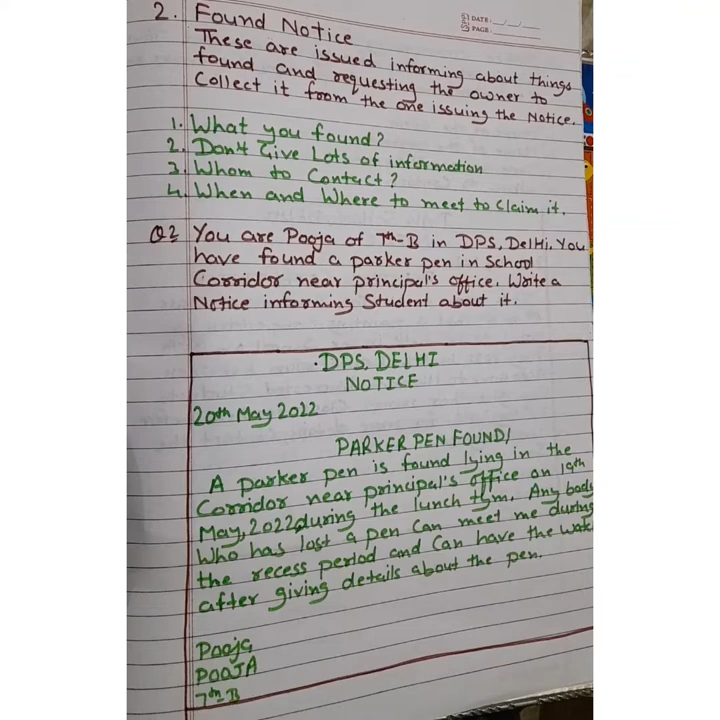 DATE: __/__/__
PAGE:
2. Found Notice
These are issued informing about things
found and requesting the owner to
Collect it from the one issuing the Notice.
1. What you found?
2. Don't Give Lots of information
3. Whom to Contact?
4. When and Where to meet to Claim it.
Q2 You are Pooja of 7th-B in DPS, Delhi. You
have found a parker pen in School
Corridor near principal's office. Write a
Notice informing Student about it.
DPS, DELHI
NOTICE
20th May 2022
PARKER PEN FOUND!
A parker pen is found lying in the
Corridor near principal's office on 19th
May, 2022 during the lunch tym. Any body
Who has lost a pen Can meet me during
the recess period and Can have the watch
after giving details about the pen.
Pooja
POOJA
7th-B